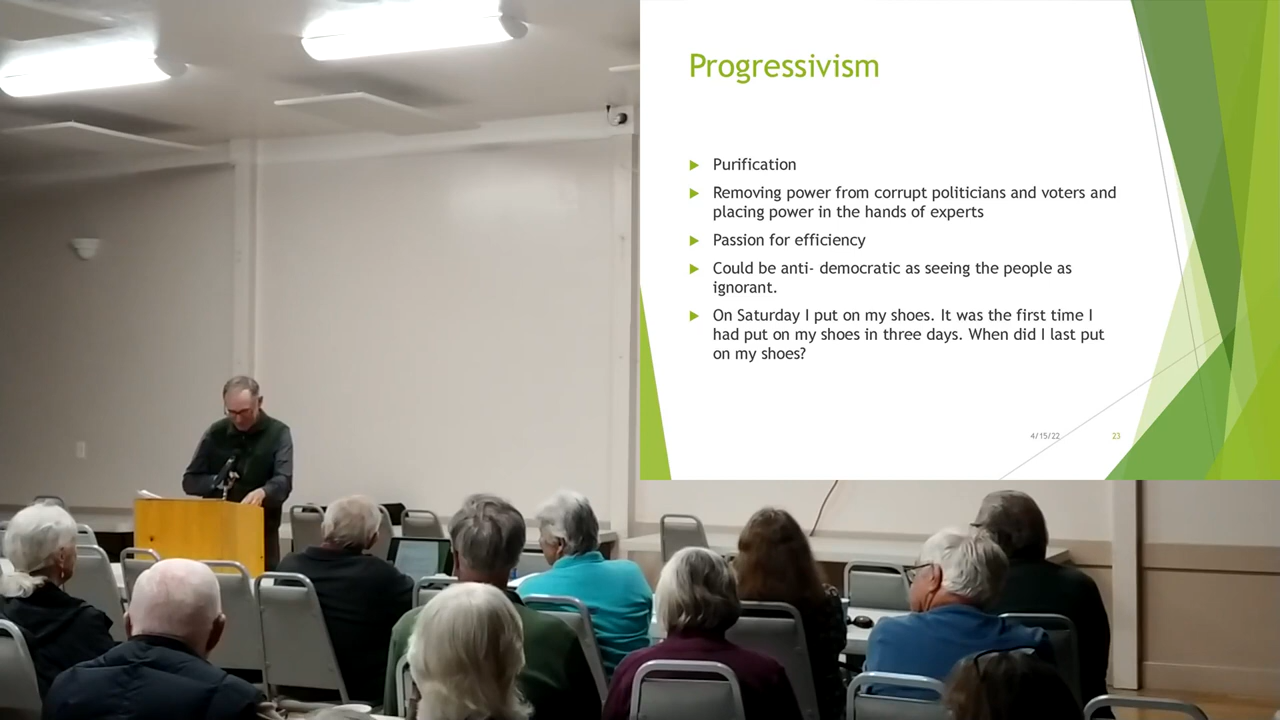 Progressivism
Purification
Removing power from corrupt politicians and voters and
placing power in the hands of experts
Passion for efficiency
Could be anti- democratic as seeing the people as
ignorant.
On Saturday I put on my shoes. It was the first time I
had put on my shoes in three days. When did I last put
on my shoes?
4/15/22
23